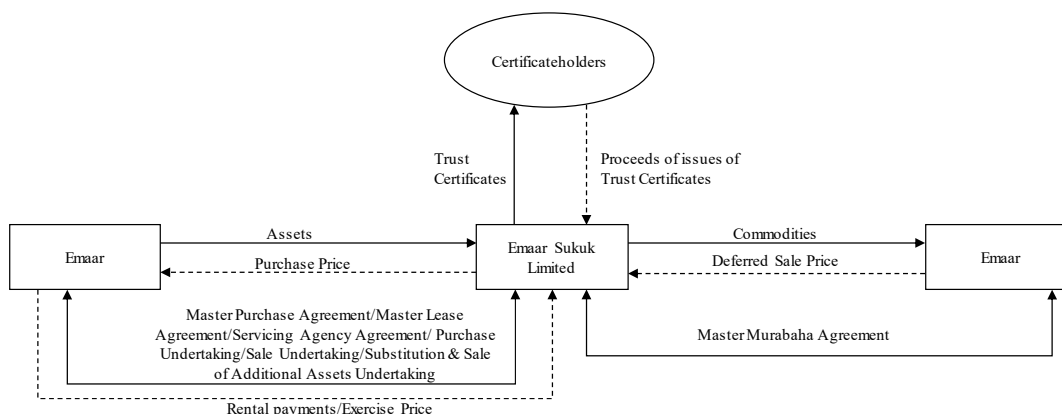 Certificateholders
Trust
Certificates
Proceeds of issues of
Trust Certificates
Emaar
Assets
Purchase Price
Emaar Sukuk
Limited
Commodities
Deferred Sale Price
Emaar
Master Purchase Agreement/Master Lease
Agreement/Servicing Agency Agreement/ Purchase
Undertaking/Sale Undertaking/Substitution & Sale
of Additional Assets Undertaking
Master Murabaha Agreement
Rental payments/Exercise Price